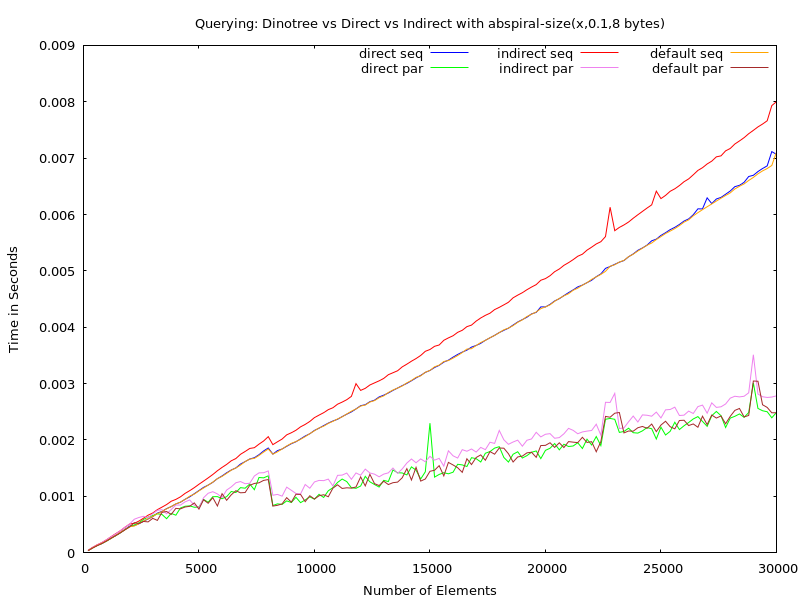 Querying: Dinotree vs Direct vs Indirect with abspiral-size(x,0.1,8 bytes)
direct seq indirect seq default seq
direct par indirect par default par
0.009
0.008
0.007
0.006
0.005
0.004
0.003
0.002
0.001
0
Time in Seconds
0 5000 10000 15000 20000 25000 30000
Number of Elements